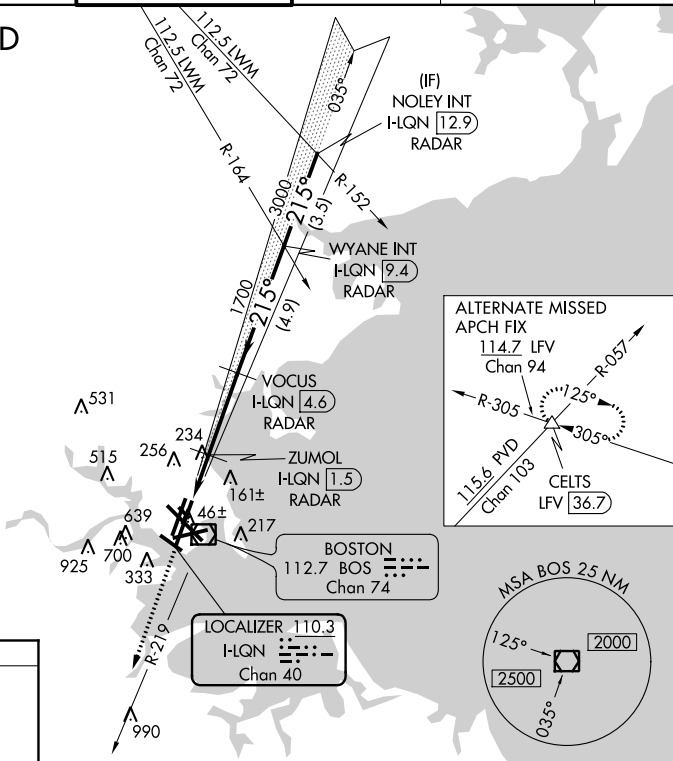 D
112.5 LWM
Chan 72
112.5 LWM
Chan 72
035°
(IF)
NOLEY INT
I-LQN 12.9
RADAR
R-164
R-152
3000
215°
(3.5)
WYANE INT
I-LQN 9.4
RADAR
1700
215°
(4.9)
ALTERNATE MISSED
APCH FIX
114.7 LFV
Chan 94
R-057
R-305
125°
305°
115.6 PVD
Chan 103
CELTS
LFV 36.7
VOCUS
I-LQN 4.6
RADAR
531
234
256
515
ZUMOL
I-LQN 1.5
RADAR
161±
46±
639
217
925
700
333
BOSTON
112.7 BOS
Chan 74
MSA BOS 25 NM
125°
2000
2500
035°
LOCALIZER 110.3
I-LQN
Chan 40
R-219
990